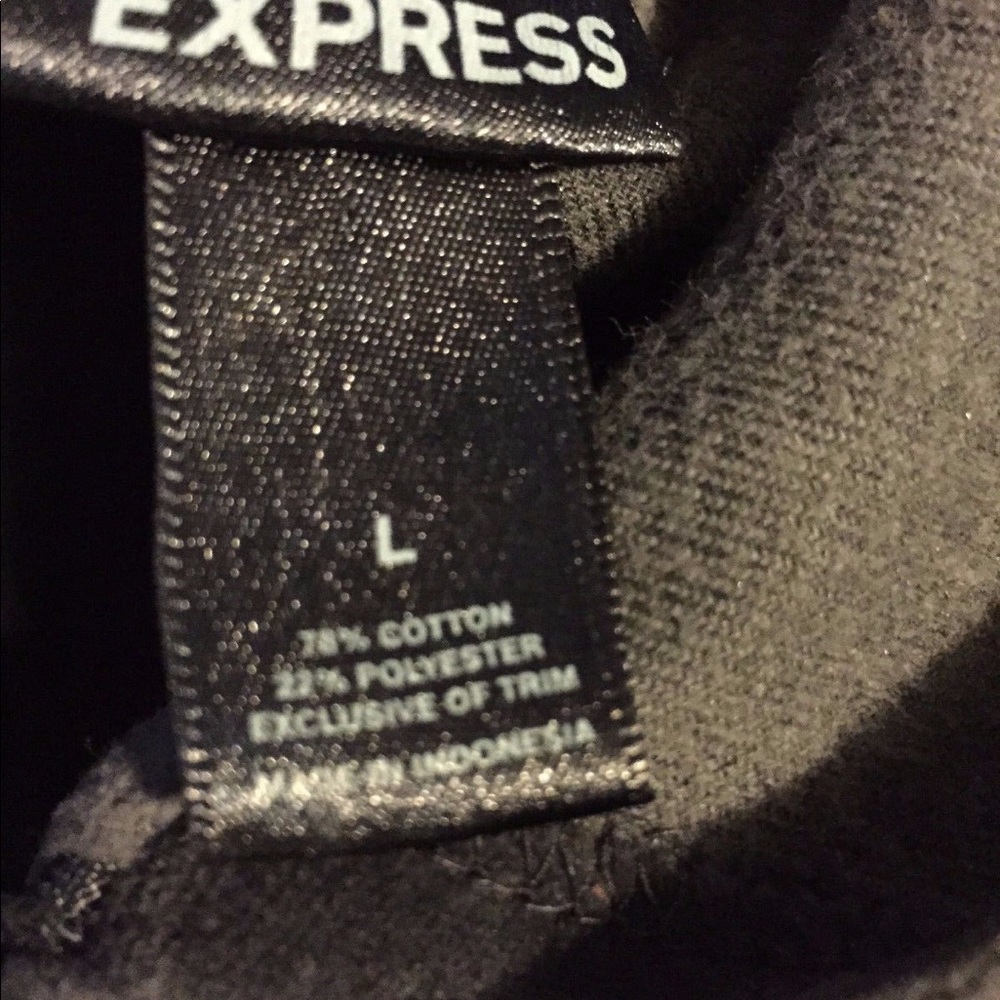 EXPRESS
L
78% COTTON
22% POLYESTER
EXCLUSIVE OF TRIM
MADE IN INDONESIA